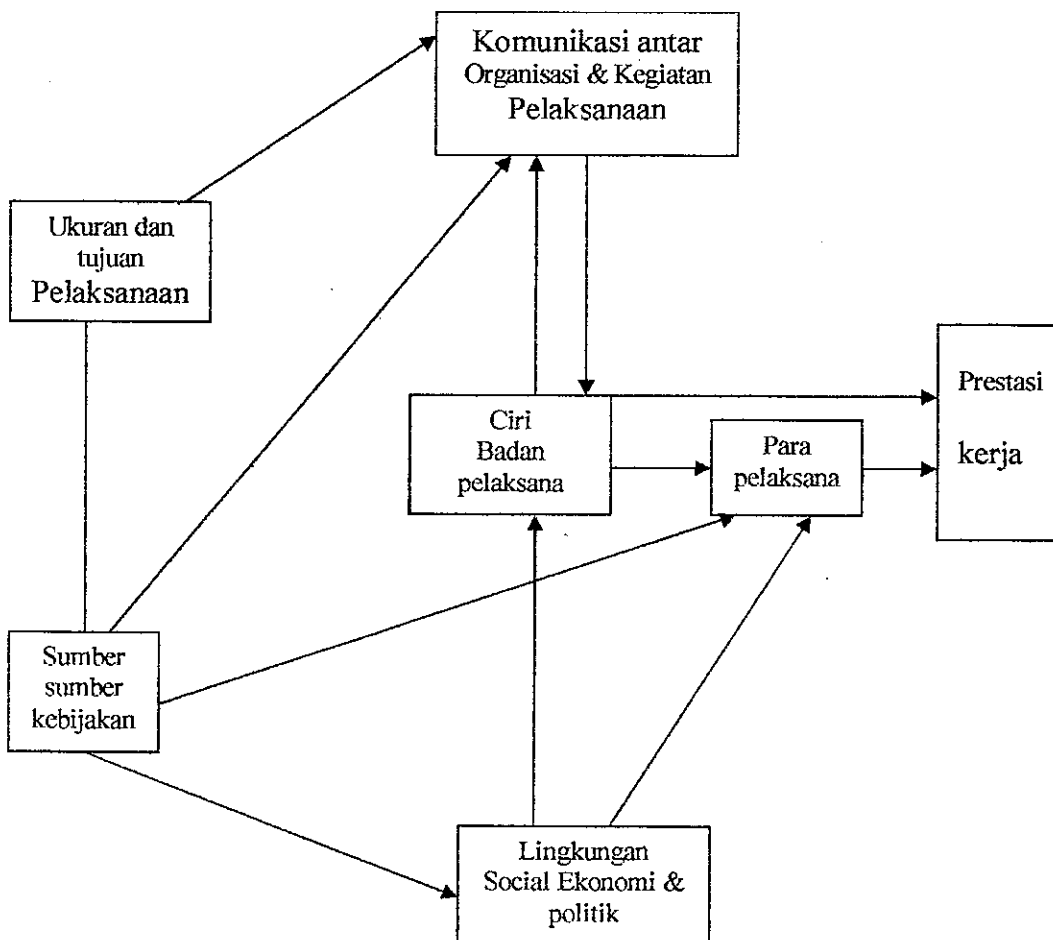 Komunikasi antar
Organisasi & Kegiatan
Pelaksanaan
Ukuran dan
tujuan
Pelaksanaan
Prestasi
kerja
Ciri
Badan
pelaksana
Para
pelaksana
Sumber
sumber
kebijakan
Lingkungan
Social Ekonomi &
politik